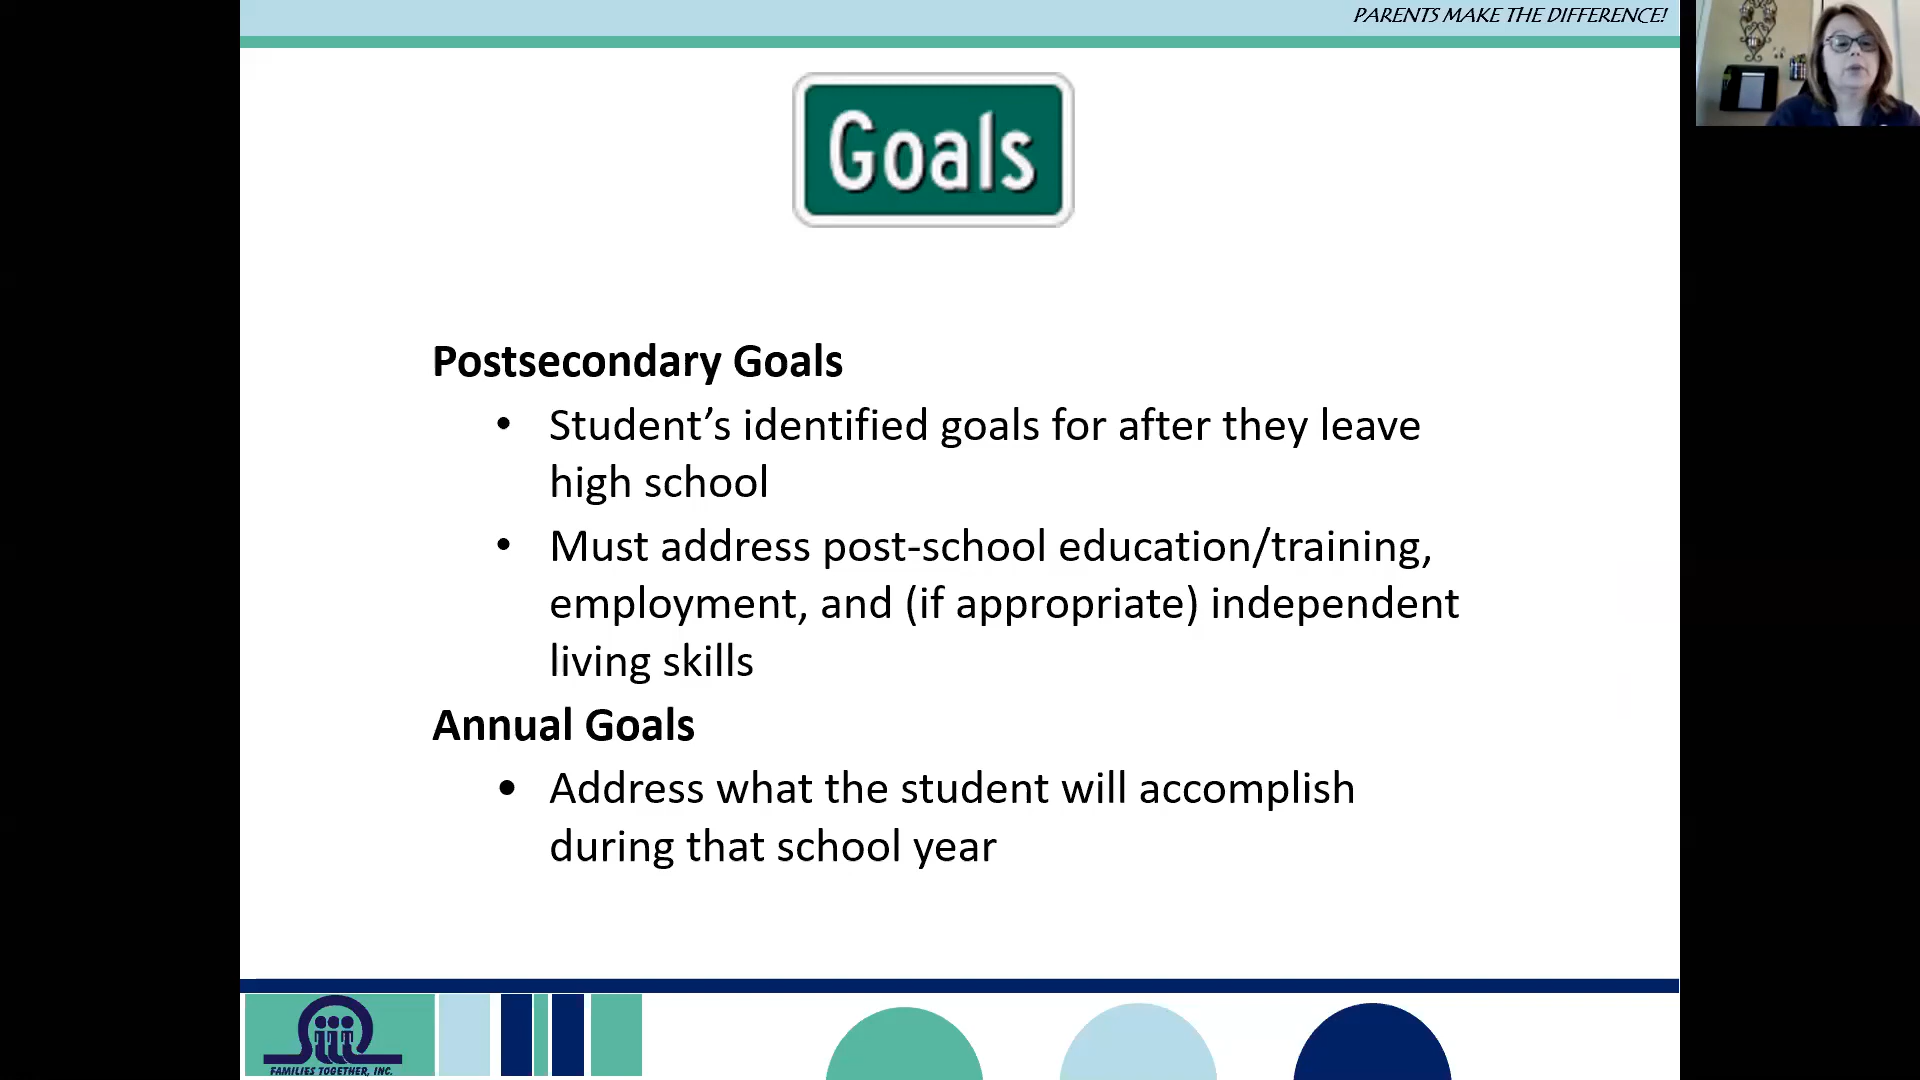 PARENTS MAKE THE DIFFERENCE!
Goals
Postsecondary Goals
• Student’s identified goals for after they leave
high school
• Must address post-school education/training,
employment, and (if appropriate) independent
living skills
Annual Goals
• Address what the student will accomplish
during that school year
FAMILIES TOGETHER, INC.